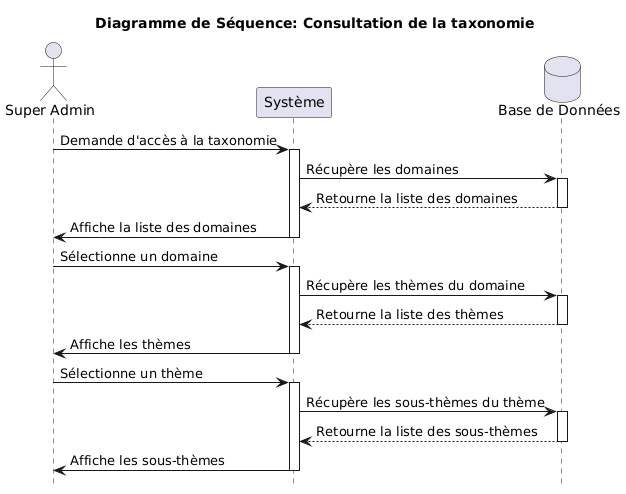 Diagramme de Séquence: Consultation de la taxonomie
Super Admin
Système
Base de Données
Demande d'accès à la taxonomie
Récupère les domaines
Retourne la liste des domaines
Affiche la liste des domaines
Sélectionne un domaine
Récupère les thèmes du domaine
Retourne la liste des thèmes
Affiche les thèmes
Sélectionne un thème
Récupère les sous-thèmes du thème
Retourne la liste des sous-thèmes
Affiche les sous-thèmes